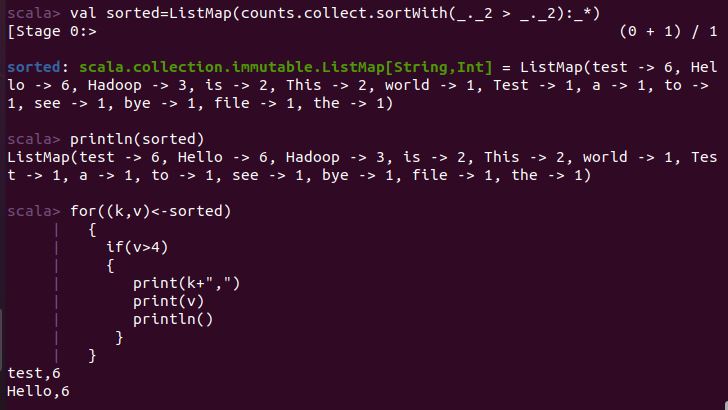 scala> val sorted=ListMap(counts.collect.sortWith(_._2 > _._2):_*)
[Stage 0:>                                                          (0 + 1) / 1
sorted: scala.collection.immutable.ListMap[String,Int] = ListMap(test -> 6, Hel
lo -> 6, Hadoop -> 3, is -> 2, This -> 2, world -> 1, Test -> 1, a -> 1, to ->
1, see -> 1, bye -> 1, file -> 1, the -> 1)
scala> println(sorted)
ListMap(test -> 6, Hello -> 6, Hadoop -> 3, is -> 2, This -> 2, world -> 1, Tes
t -> 1, a -> 1, to -> 1, see -> 1, bye -> 1, file -> 1, the -> 1)
scala> for((k,v)<-sorted)
     |   {
     |     if(v>4)
     |     {
     |        print(k+",")
     |        print(v)
     |        println()
     |      }
     |   }
test,6
Hello,6